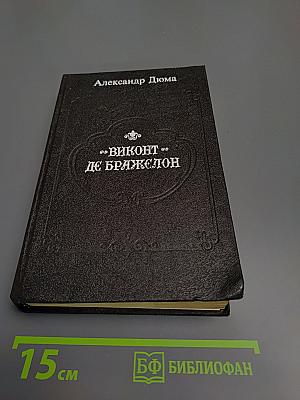 Александр Дюма
ВИКОНТ
ДЕ БРАЖЕЛОН
15 см
БФ БИБЛИОФАН